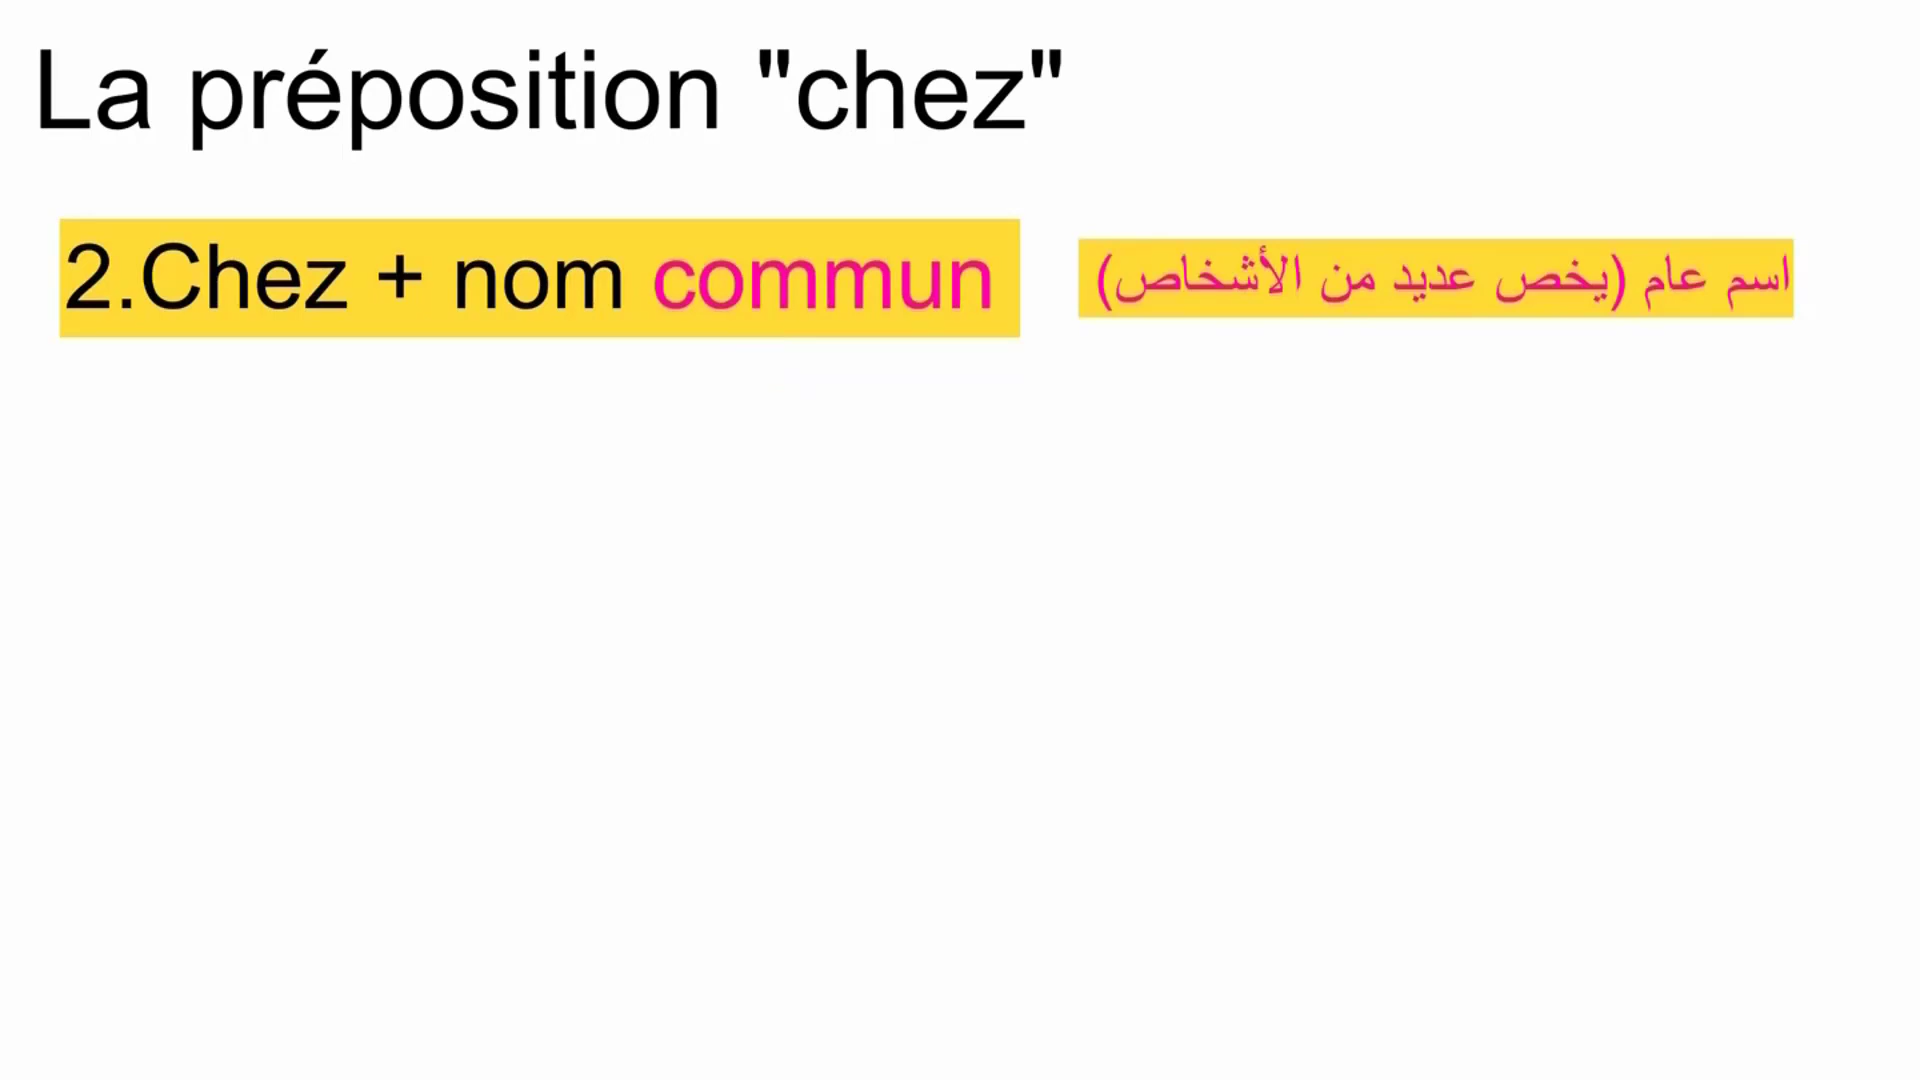 La préposition "chez"
2.Chez + nom commun
اسم عام (يخص عديد من الأشخاص)